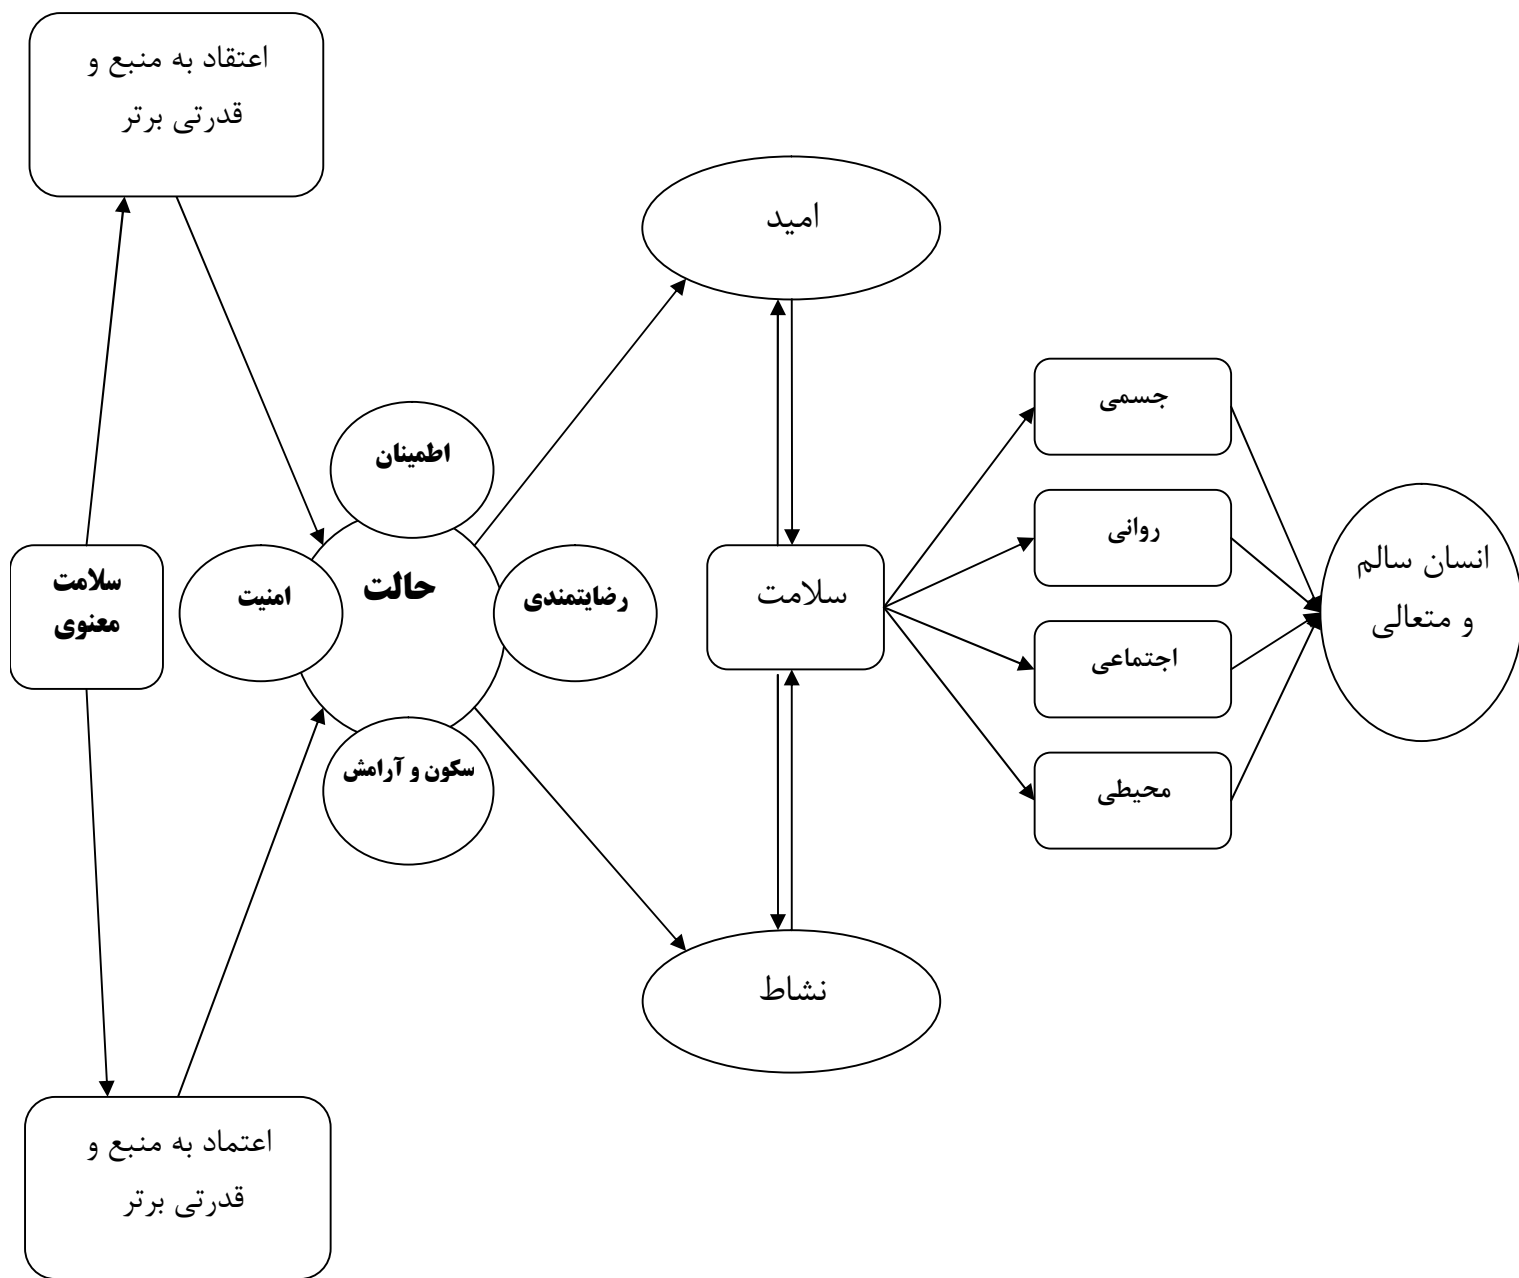 اعتقاد به منبع و
قدرتی برتر
امید
جسمی
اطمینان
روانی
سلامت
معنوی
امنیت
حالت
رضایتمندی
سلامت
انسان سالم
و متعالی
اجتماعی
سکون و آرامش
محیطی
نشاط
اعتماد به منبع و
قدرتی برتر